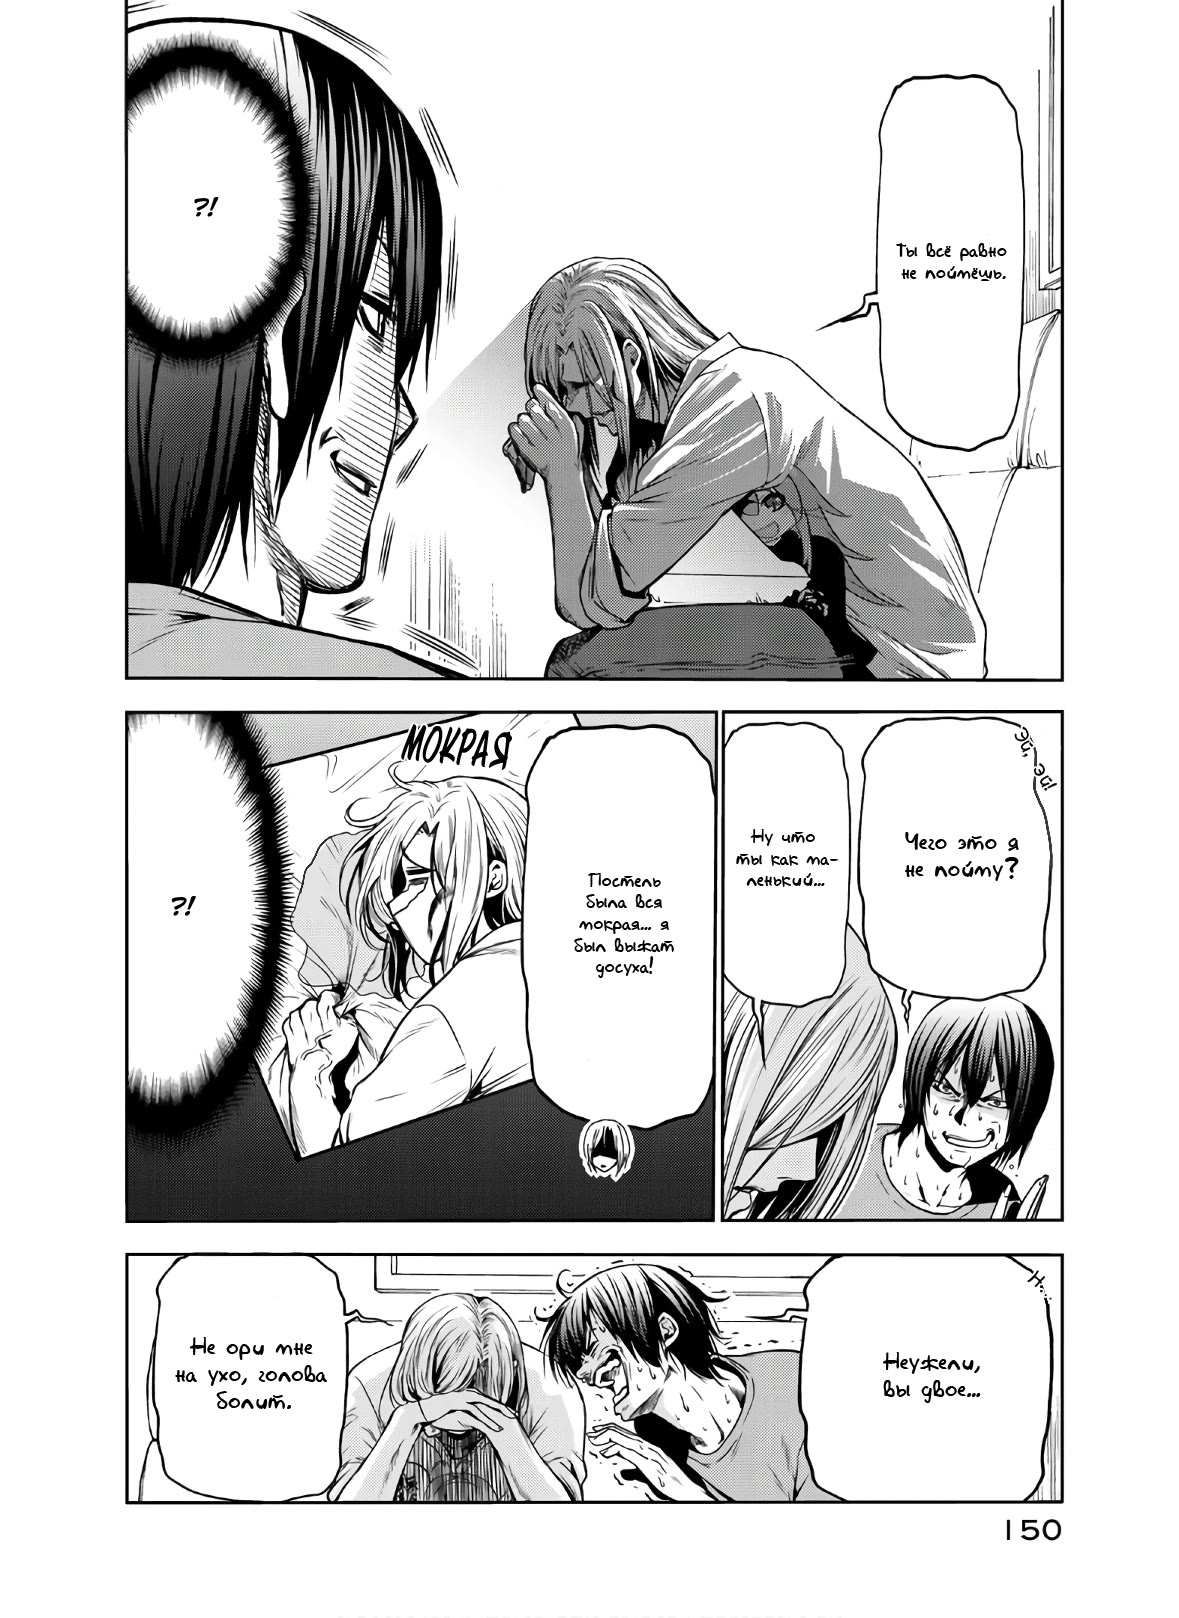 Ты всё равно
не поймёшь.
?!
Эй, эй!
Чего это я
не пойму?
Ну что
ты как ма-
ленький...
МОКРАЯ
Постель
была вся
мокрая... я
был выжат
досуха!
?!
Н...
Неужели,
вы двое...
Не ори мне
на ухо, голова
болит.
150